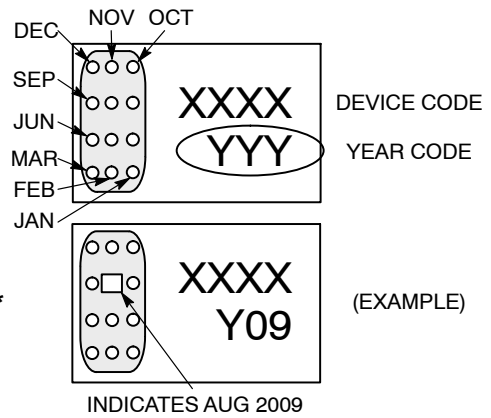 NOV OCT
DEC
SEP
JUN
MAR
FEB
JAN
XXXX DEVICE CODE
YYY YEAR CODE
*
XXXX
Y09
(EXAMPLE)
INDICATES AUG 2009